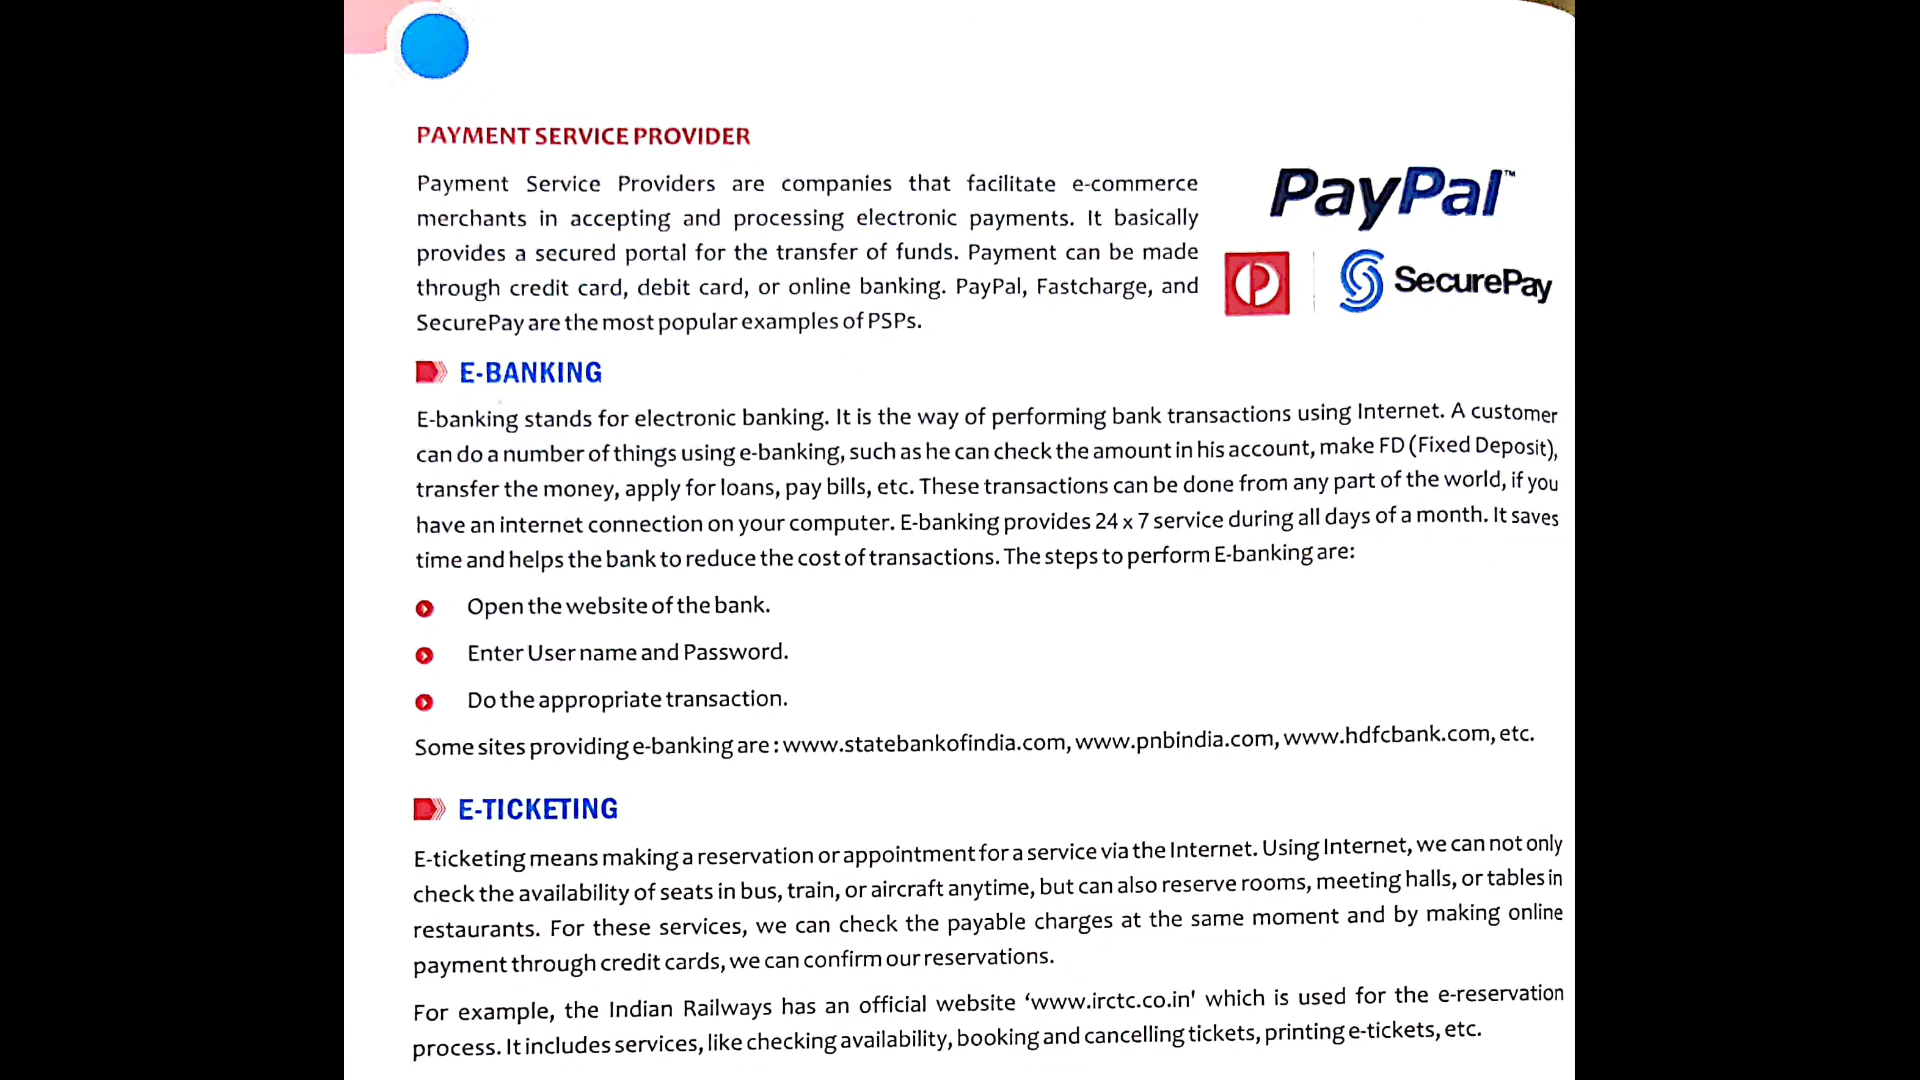 PAYMENT SERVICE PROVIDER
Payment Service Providers are companies that facilitate e-commerce
merchants in accepting and processing electronic payments. It basically
provides a secured portal for the transfer of funds. Payment can be made
through credit card, debit card, or online banking. PayPal, Fastcharge, and
SecurePay are the most popular examples of PSPs.
PayPal™
SecurePay
E-BANKING
E-banking stands for electronic banking. It is the way of performing bank transactions using Internet. A customer
can do a number of things using e-banking, such as he can check the amount in his account, make FD (Fixed Deposit),
transfer the money, apply for loans, pay bills, etc. These transactions can be done from any part of the world, if you
have an internet connection on your computer. E-banking provides 24 x 7 service during all days of a month. It saves
time and helps the bank to reduce the cost of transactions. The steps to perform E-banking are:
Open the website of the bank.
Enter User name and Password.
Do the appropriate transaction.
Some sites providing e-banking are : www.statebankofindia.com, www.pnbindia.com, www.hdfcbank.com, etc.
E-TICKETING
E-ticketing means making a reservation or appointment for a service via the Internet. Using Internet, we can not only
check the availability of seats in bus, train, or aircraft anytime, but can also reserve rooms, meeting halls, or tables in
restaurants. For these services, we can check the payable charges at the same moment and by making online
payment through credit cards, we can confirm our reservations.
For example, the Indian Railways has an official website 'www.irctc.co.in' which is used for the e-reservation
process. It includes services, like checking availability, booking and cancelling tickets, printing e-tickets, etc.